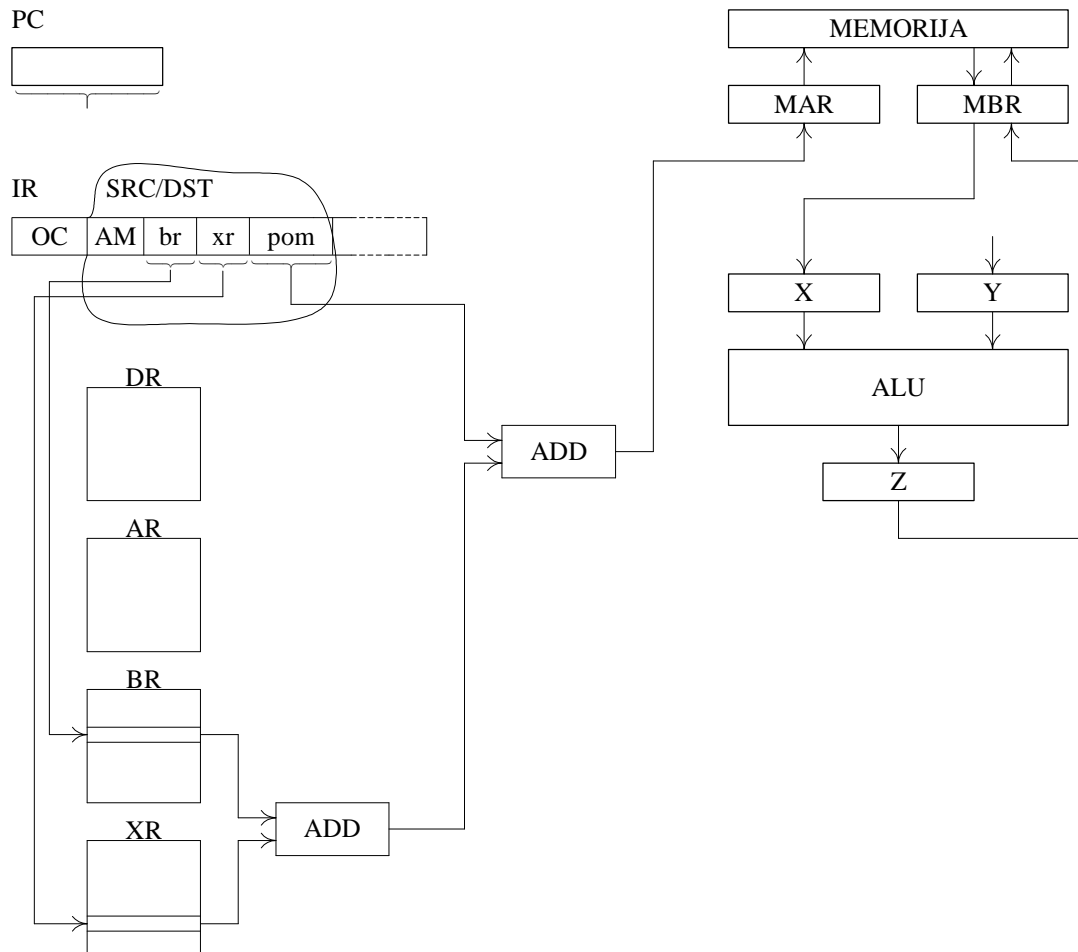 PC
MEMORIJA
MAR MBR
IR SRC/DST
OC AM br xr pom
X Y
DR
ALU
ADD
Z
AR
BR
ADD
XR